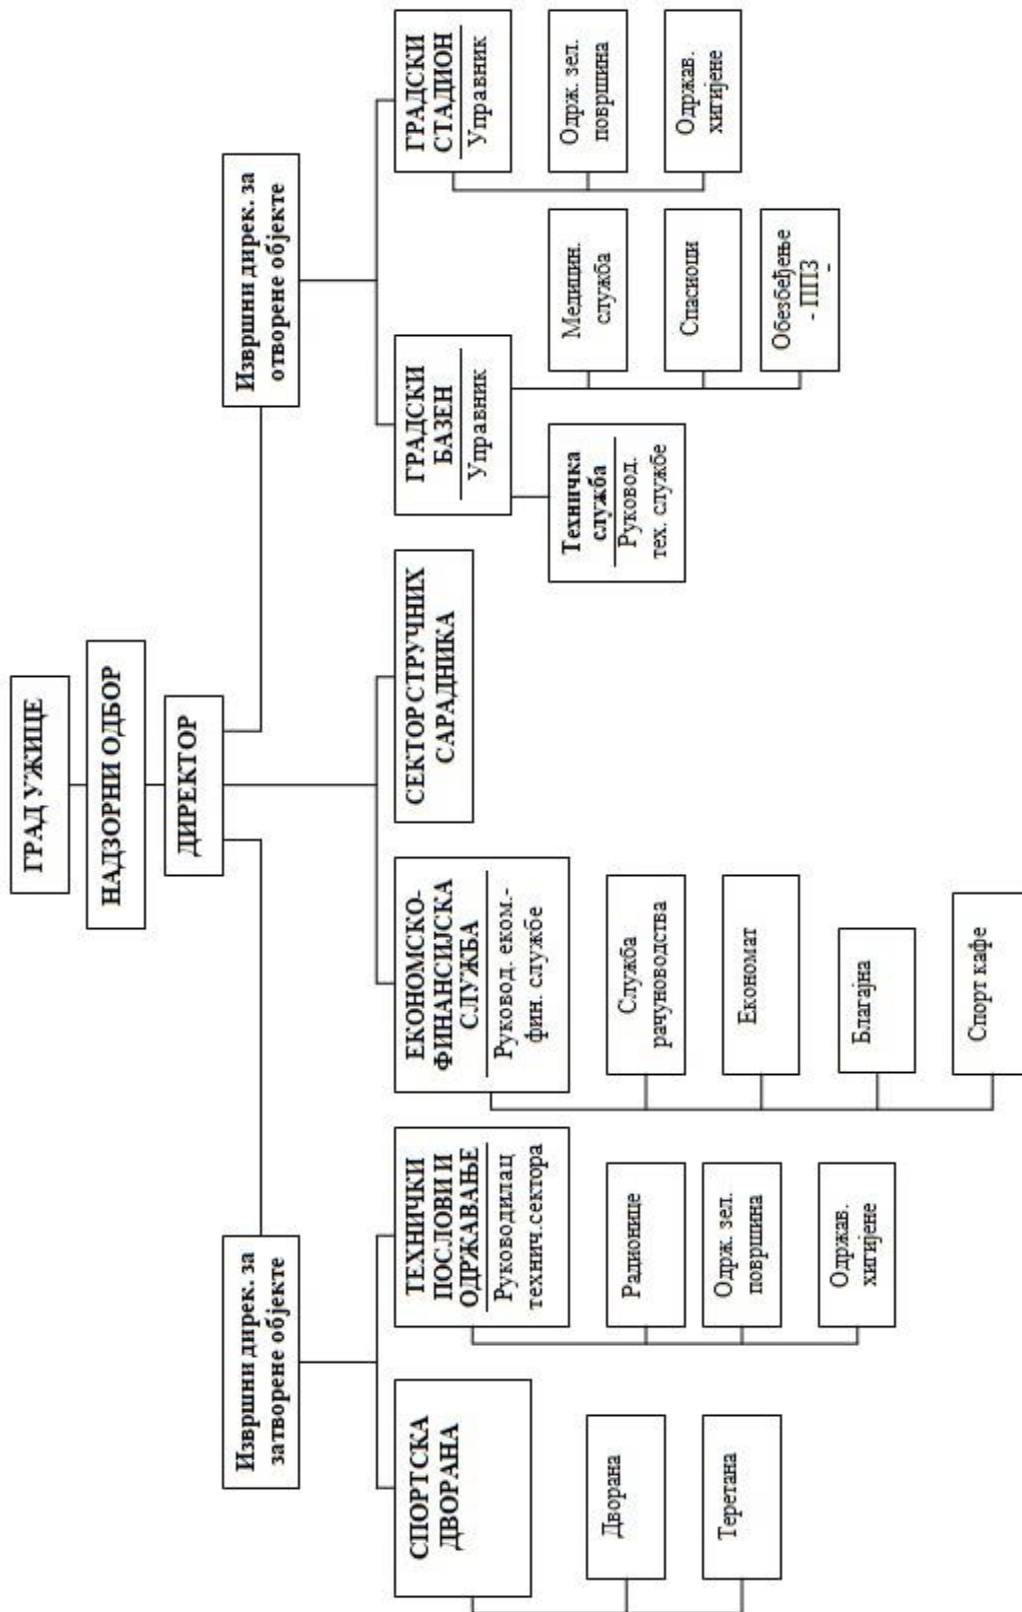 ГРАД УЖИЦЕ
НАДЗОРНИ ОДБОР
ДИРЕКТОР
Извршни дирек. за
затворене објекте
Извршни дирек. за
отворене објекте
СПОРТСКА
ДВОРАНА
ТЕХНИЧКИ
ПОСЛОВИ И
ОДРЖАВАЊЕ
Руководилац
технич.сектора
ЕКОНОМСКО-
ФИНАНСИЈСКА
СЛУЖБА
Руковод. еком.-
фин. службе
СЕКТОР СТРУЧНИХ
САРАДНИКА
ГРАДСКИ
БАЗЕН
Управник
ГРАДСКИ
СТАДИОН
Управник
Дворана
Теретана
Радионице
Одрж. зел.
површина
Одржав.
хигијене
Служба
рачуноводства
Економат
Благајна
Спорт кафе
Техничка
служба
Руковод.
тех. службе
Медицин.
служба
Спасиоци
Обезбеђење
- ППЗ
-
Одрж. зел.
површина
Одржав.
хигијене